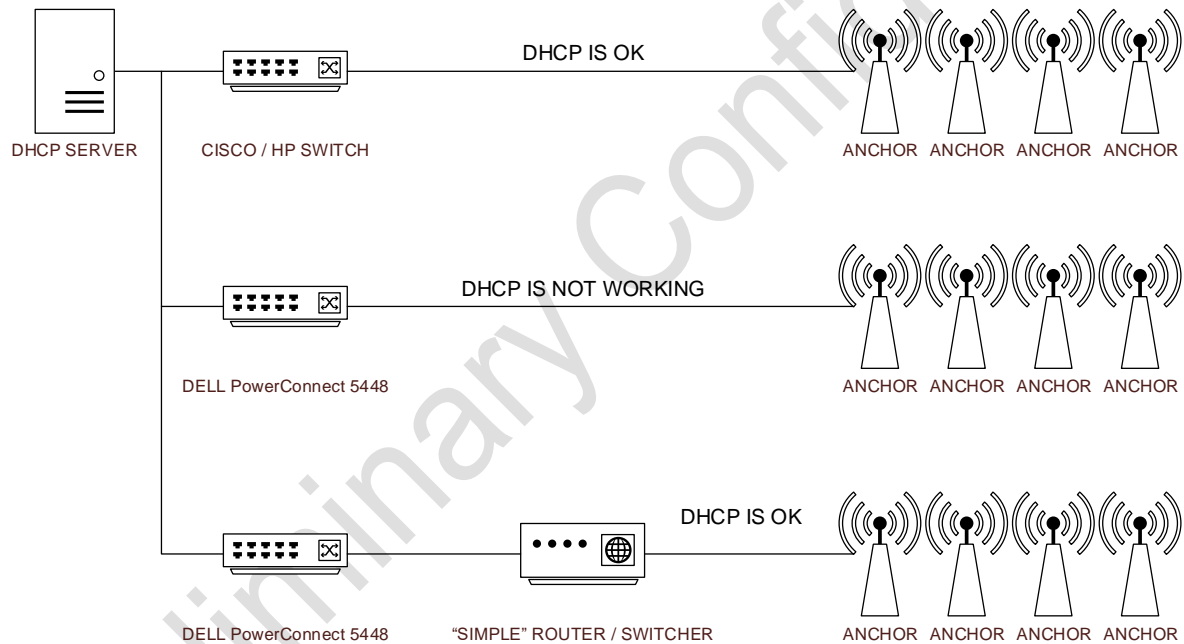 DHCP IS OK
DHCP SERVER
CISCO / HP SWITCH
ANCHOR ANCHOR ANCHOR ANCHOR
DHCP IS NOT WORKING
DELL PowerConnect 5448
ANCHOR ANCHOR ANCHOR ANCHOR
DHCP IS OK
DELL PowerConnect 5448
“SIMPLE” ROUTER / SWITCHER
ANCHOR ANCHOR ANCHOR ANCHOR